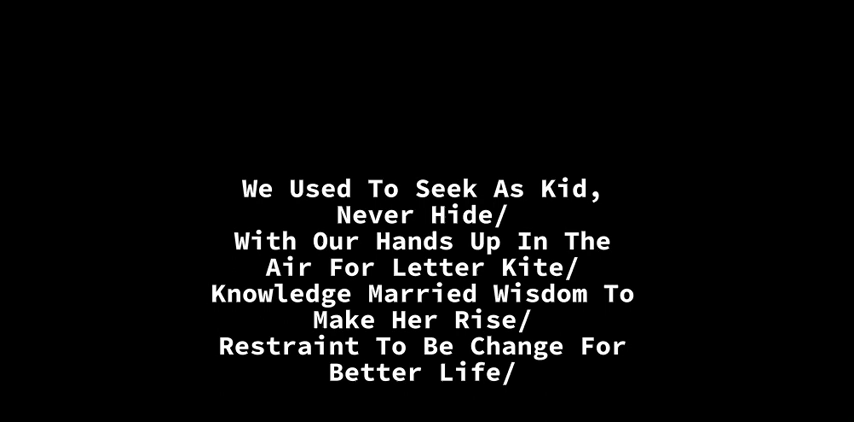 We Used To Seek As Kid,
Never Hide/
With Our Hands Up In The
Air For Letter Kite/
Knowledge Married Wisdom To
Make Her Rise/
Restraint To Be Change For
Better Life/